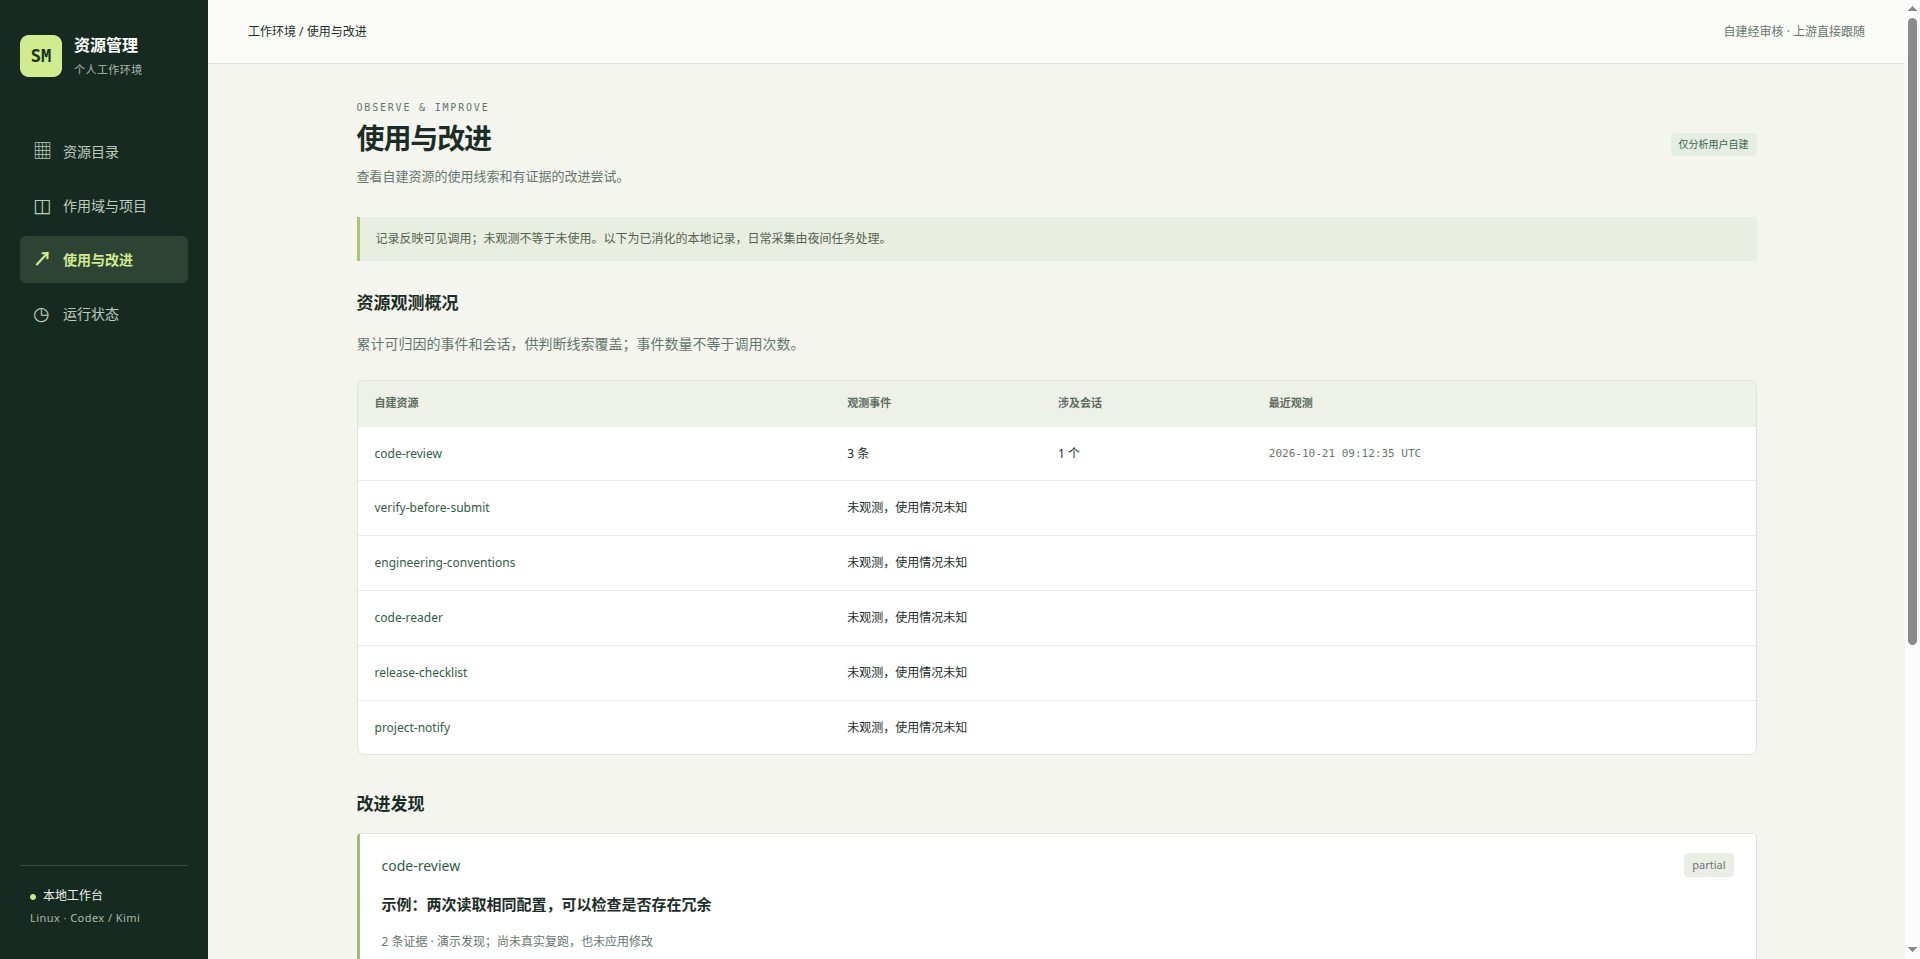 SM
资源管理
个人工作环境
资源目录
作用域与项目
使用与改进
运行状态
本地工作台
Linux · Codex / Kimi
工作环境 / 使用与改进
自建经审核 · 上游直接跟随
OBSERVE & IMPROVE
使用与改进
仅分析用户自建
查看自建资源的使用线索和有证据的改进尝试。
记录反映可见调用；未观测不等于未使用。以下为已消化的本地记录，日常采集由夜间任务处理。
资源观测概况
累计可归因的事件和会话，供判断线索覆盖；事件数量不等于调用次数。
自建资源 观测事件 涉及会话 最近观测
code-review 3 条 1 个 2026-10-21 09:12:35 UTC
verify-before-submit 未观测，使用情况未知
engineering-conventions 未观测，使用情况未知
code-reader 未观测，使用情况未知
release-checklist 未观测，使用情况未知
project-notify 未观测，使用情况未知
改进发现
code-review partial
示例：两次读取相同配置，可以检查是否存在冗余
2 条证据 · 演示发现；尚未真实复跑，也未应用修改